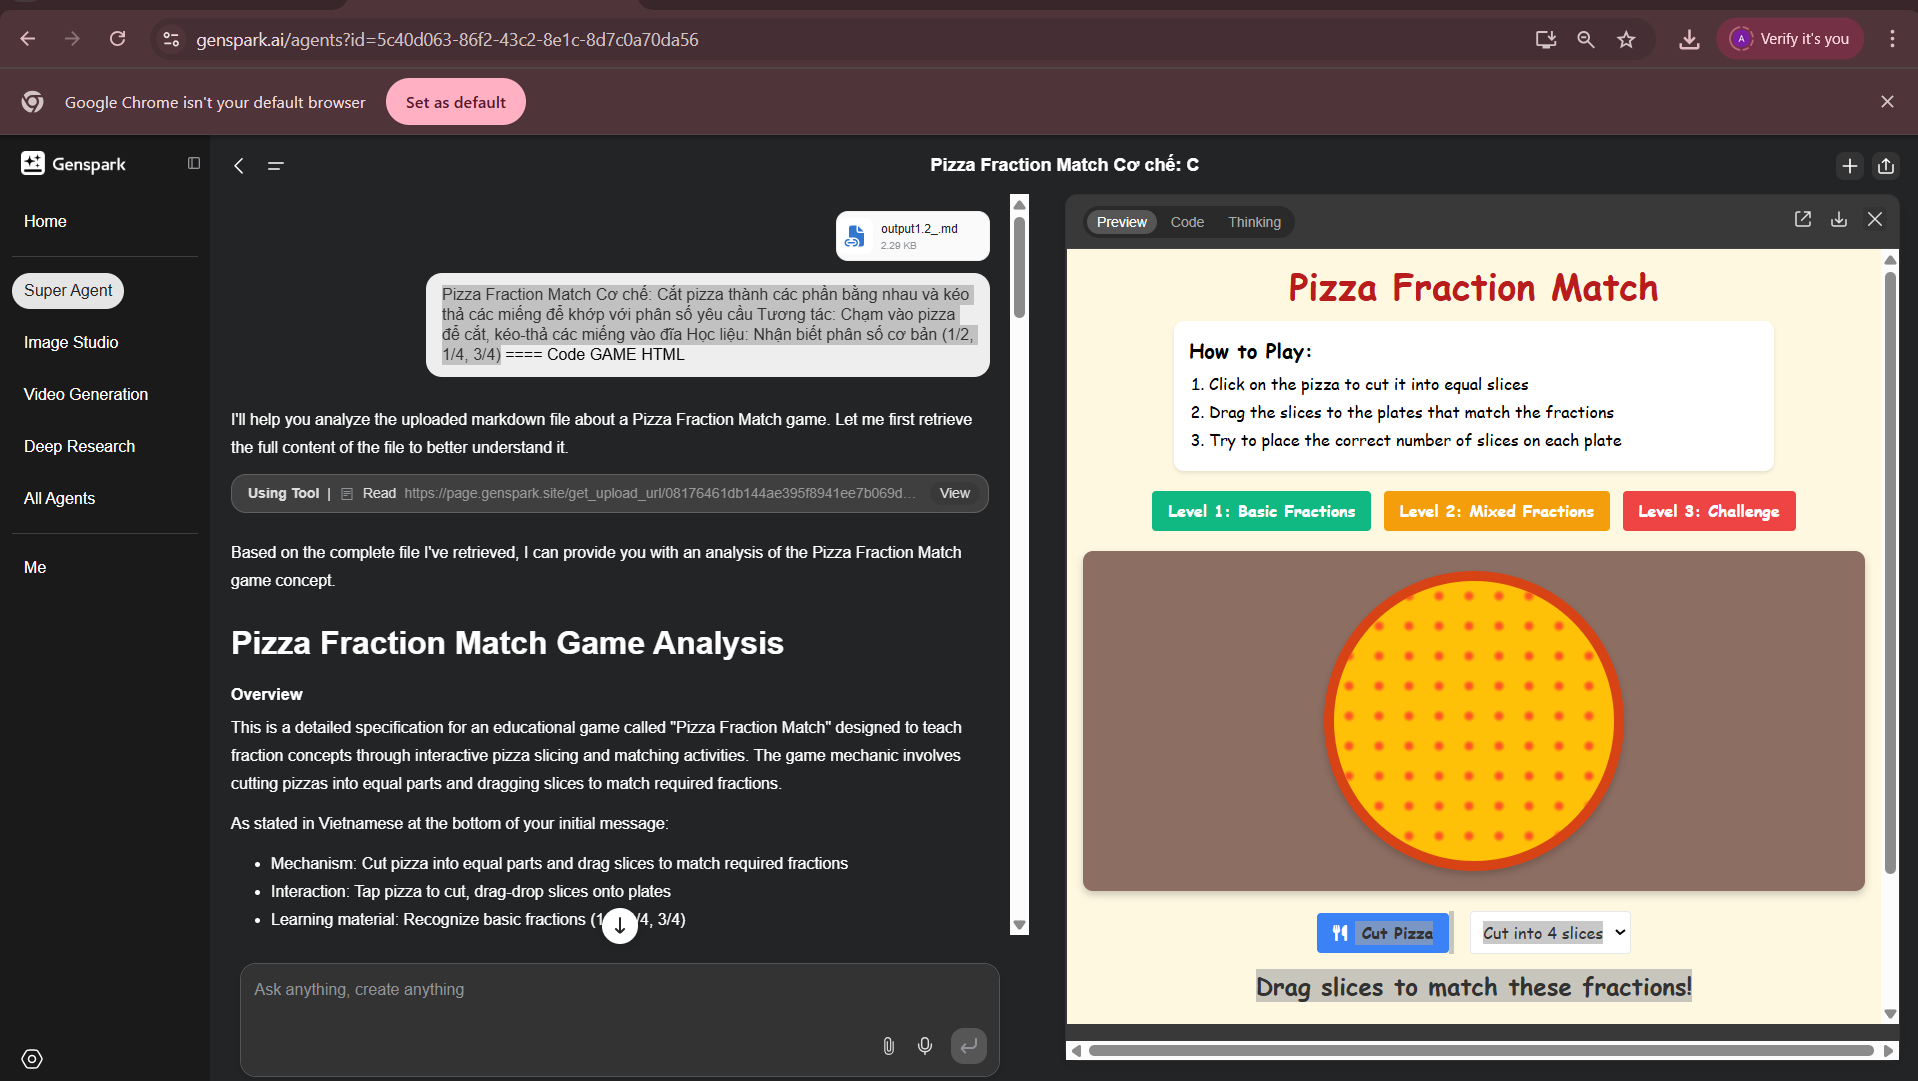 genspark.ai/agents?id=5c40d063-86f2-43c2-8e1c-8d7c0a70da56
A
Verify it's you
Google Chrome isn't your default browser
Set as default
Genspark
Home
Super Agent
Image Studio
Video Generation
Deep Research
All Agents
Me
Pizza Fraction Match Cơ chế: C
output1.2_.md
2.29 KB
Pizza Fraction Match Cơ chế: Cắt pizza thành các phần bằng nhau và kéo
thả các miếng để khớp với phân số yêu cầu Tương tác: Chạm vào pizza
để cắt, kéo-thả các miếng vào đĩa Học liệu: Nhận biết phân số cơ bản (1/2,
1/4, 3/4) ==== Code GAME HTML
I'll help you analyze the uploaded markdown file about a Pizza Fraction Match game. Let me first retrieve
the full content of the file to better understand it.
Using Tool | Read https://page.genspark.site/get_upload_url/08176461db144ae395f8941ee7b069d... View
Based on the complete file I've retrieved, I can provide you with an analysis of the Pizza Fraction Match
game concept.
Pizza Fraction Match Game Analysis
Overview
This is a detailed specification for an educational game called "Pizza Fraction Match" designed to teach
fraction concepts through interactive pizza slicing and matching activities. The game mechanic involves
cutting pizzas into equal parts and dragging slices to match required fractions.
As stated in Vietnamese at the bottom of your initial message:
• Mechanism: Cut pizza into equal parts and drag slices to match required fractions
• Interaction: Tap pizza to cut, drag-drop slices onto plates
• Learning material: Recognize basic fractions (1 /4, 3/4)
Ask anything, create anything
Preview Code Thinking
Pizza Fraction Match
How to Play:
1. Click on the pizza to cut it into equal slices
2. Drag the slices to the plates that match the fractions
3. Try to place the correct number of slices on each plate
Level 1: Basic Fractions
Level 2: Mixed Fractions
Level 3: Challenge
Cut Pizza
Cut into 4 slices
Drag slices to match these fractions!